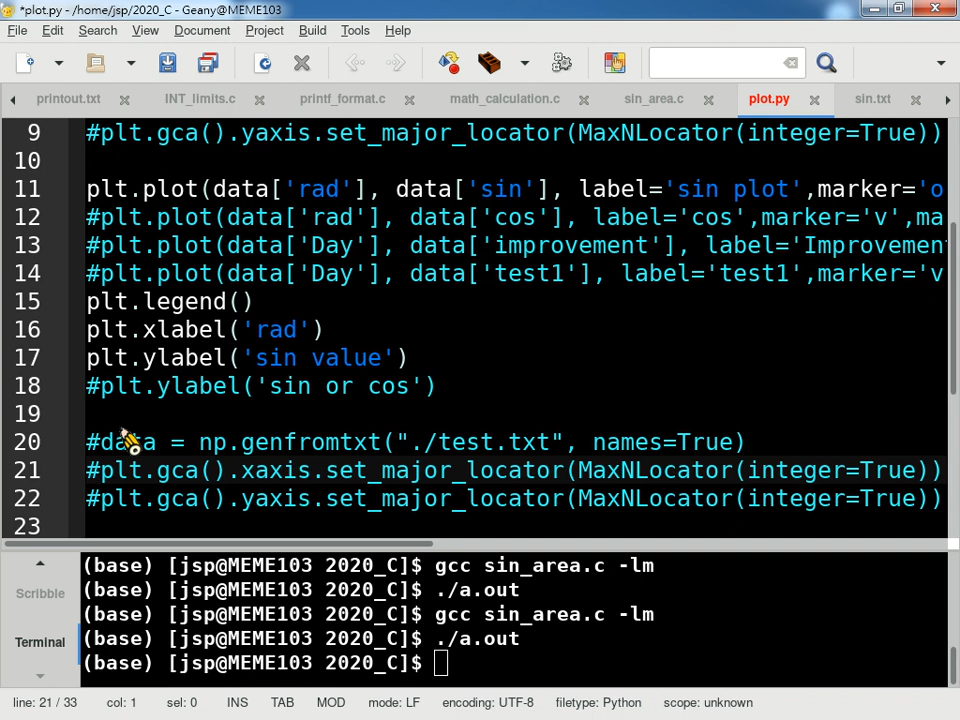 *plot.py - /home/jsp/2020_C] - Geany@MEME103
File Edit Search View Document Project Build Tools Help
printout.txt INT_limits.c printf_format.c math_calculation.c sin_area.c plot.py sin.txt
9 #plt.gca().yaxis.set_major_locator(MaxNLocator(integer=True))
10
11 plt.plot(data['rad'], data['sin'], label='sin plot',marker='o
12 #plt.plot(data['rad'], data['cos'], label='cos',marker='v',ma
13 #plt.plot(data['Day'], data['improvement'], label='Improvemen
14 #plt.plot(data['Day'], data['test1'], label='test1',marker='v
15 plt.legend()
16 plt.xlabel('rad')
17 plt.ylabel('sin value')
18 #plt.ylabel('sin or cos')
19
20 #data = np.genfromtxt("./test.txt", names=True)
21 #plt.gca().xaxis.set_major_locator(MaxNLocator(integer=True))
22 #plt.gca().yaxis.set_major_locator(MaxNLocator(integer=True))
23
Scribble
Terminal
(base) [jsp@MEME103 2020_C]$ gcc sin_area.c -lm
(base) [jsp@MEME103 2020_C]$ ./a.out
(base) [jsp@MEME103 2020_C]$ gcc sin_area.c -lm
(base) [jsp@MEME103 2020_C]$ ./a.out
(base) [jsp@MEME103 2020_C]$
line: 21 / 33 col: 1 sel: 0 INS TAB MOD mode: LF encoding: UTF-8 filetype: Python scope: unknown